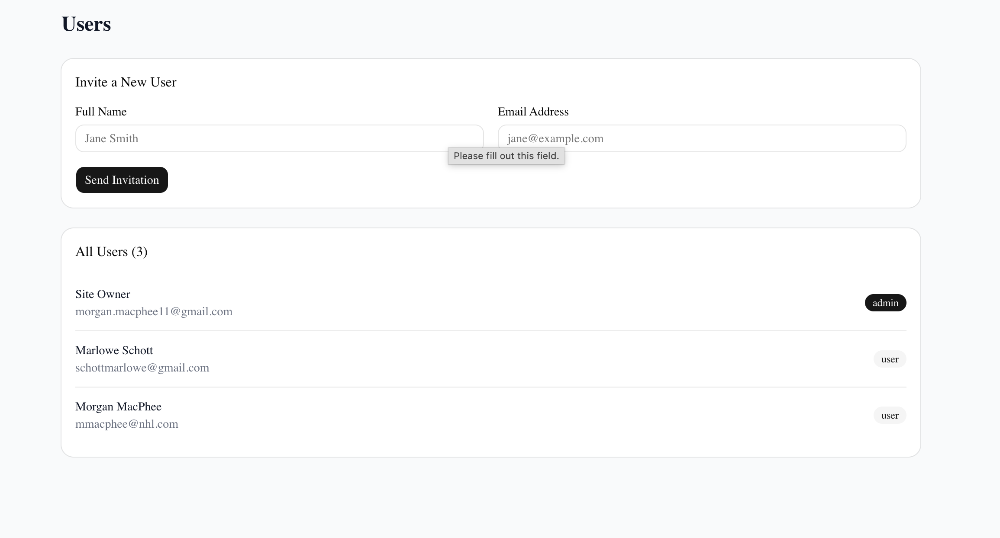 Users
Invite a New User
Full Name
Email Address
Jane Smith
jane@example.com
Please fill out this field.
Send Invitation
All Users (3)
Site Owner
morgan.macphee11@gmail.com
admin
Marlowe Schott
schottmarlowe@gmail.com
user
Morgan MacPhee
mmacphee@nhl.com
user